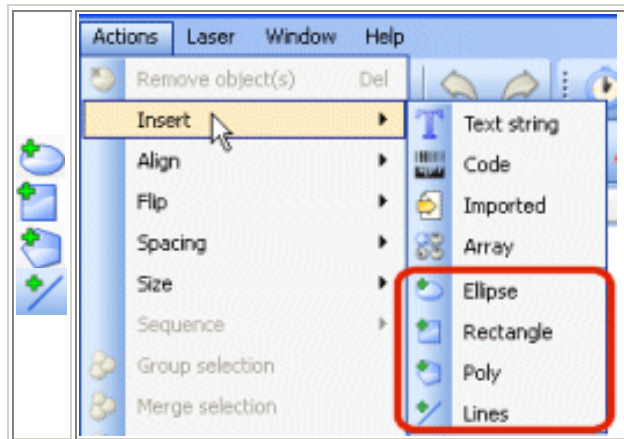 Actions Laser Window Help
Remove object(s) Del
Insert
Align
Flip
Spacing
Size
Sequence
Group selection
Merge selection
Text string
Code
Imported
Array
Ellipse
Rectangle
Poly
Lines